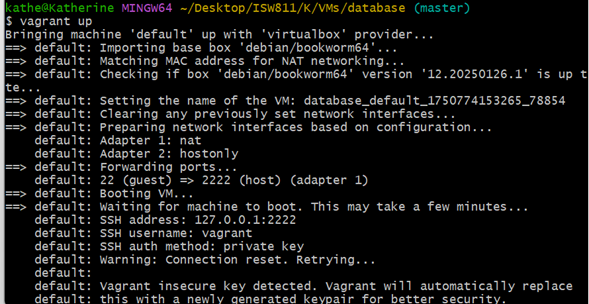 kathe@Katherine MINGW64 ~/Desktop/ISW811/K/VMs/database (master)
$ vagrant up
Bringing machine 'default' up with 'virtualbox' provider...
==> default: Importing base box 'debian/bookworm64'...
==> default: Matching MAC address for NAT networking...
==> default: Checking if box 'debian/bookworm64' version '12.20250126.1' is up t
te...
==> default: Setting the name of the VM: database_default_1750774153265_78854
==> default: Clearing any previously set network interfaces...
==> default: Preparing network interfaces based on configuration...
default: Adapter 1: nat
default: Adapter 2: hostonly
==> default: Forwarding ports...
default: 22 (guest) => 2222 (host) (adapter 1)
==> default: Booting VM...
==> default: Waiting for machine to boot. This may take a few minutes...
default: SSH address: 127.0.0.1:2222
default: SSH username: vagrant
default: SSH auth method: private key
default: Warning: Connection reset. Retrying...
default:
default: Vagrant insecure key detected. Vagrant will automatically replace
default: this with a newly generated keypair for better security.